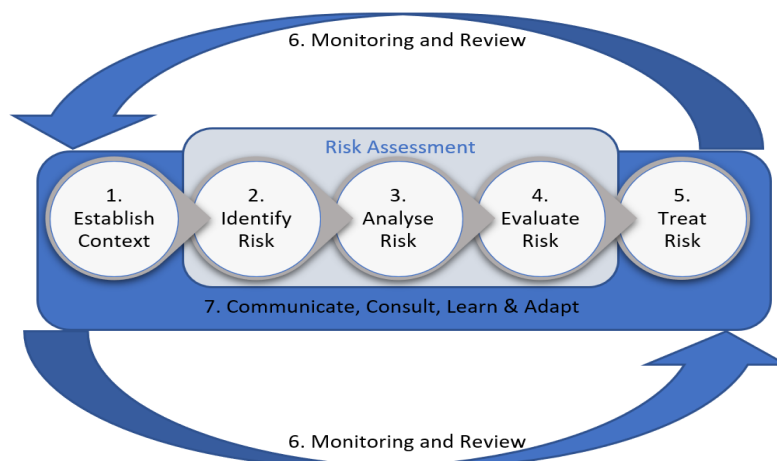 6. Monitoring and Review
Risk Assessment
1.
Establish
Context
2.
Identify
Risk
3.
Analyse
Risk
4.
Evaluate
Risk
5.
Treat
Risk
7. Communicate, Consult, Learn & Adapt
6. Monitoring and Review